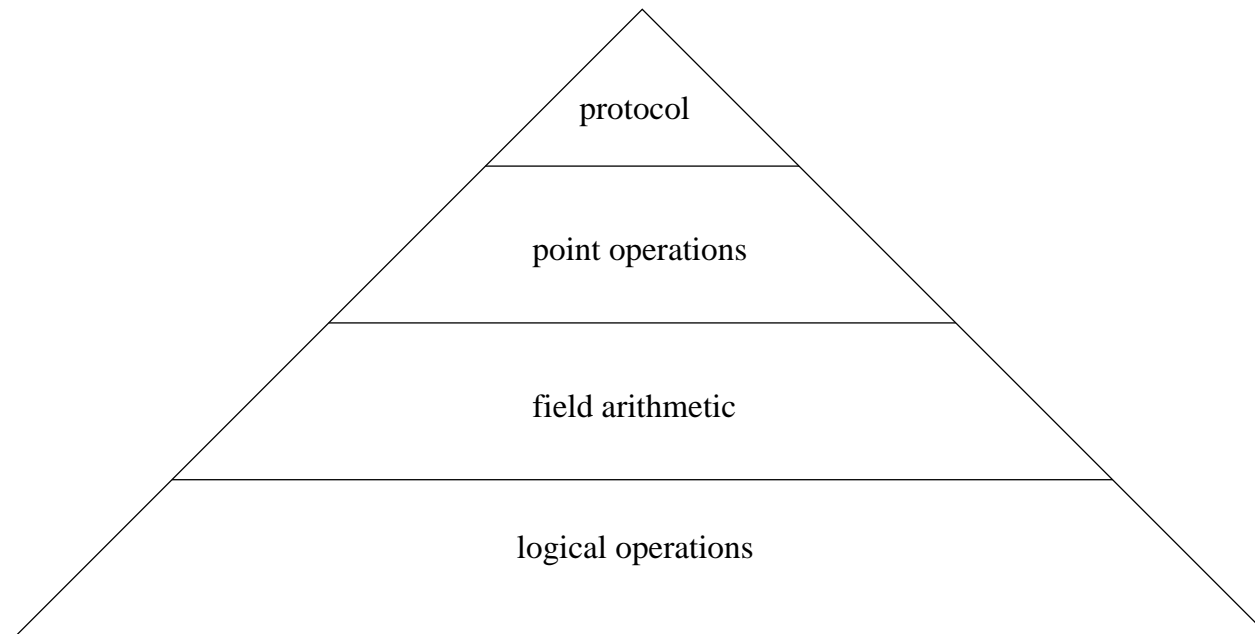 protocol
point operations
field arithmetic
logical operations